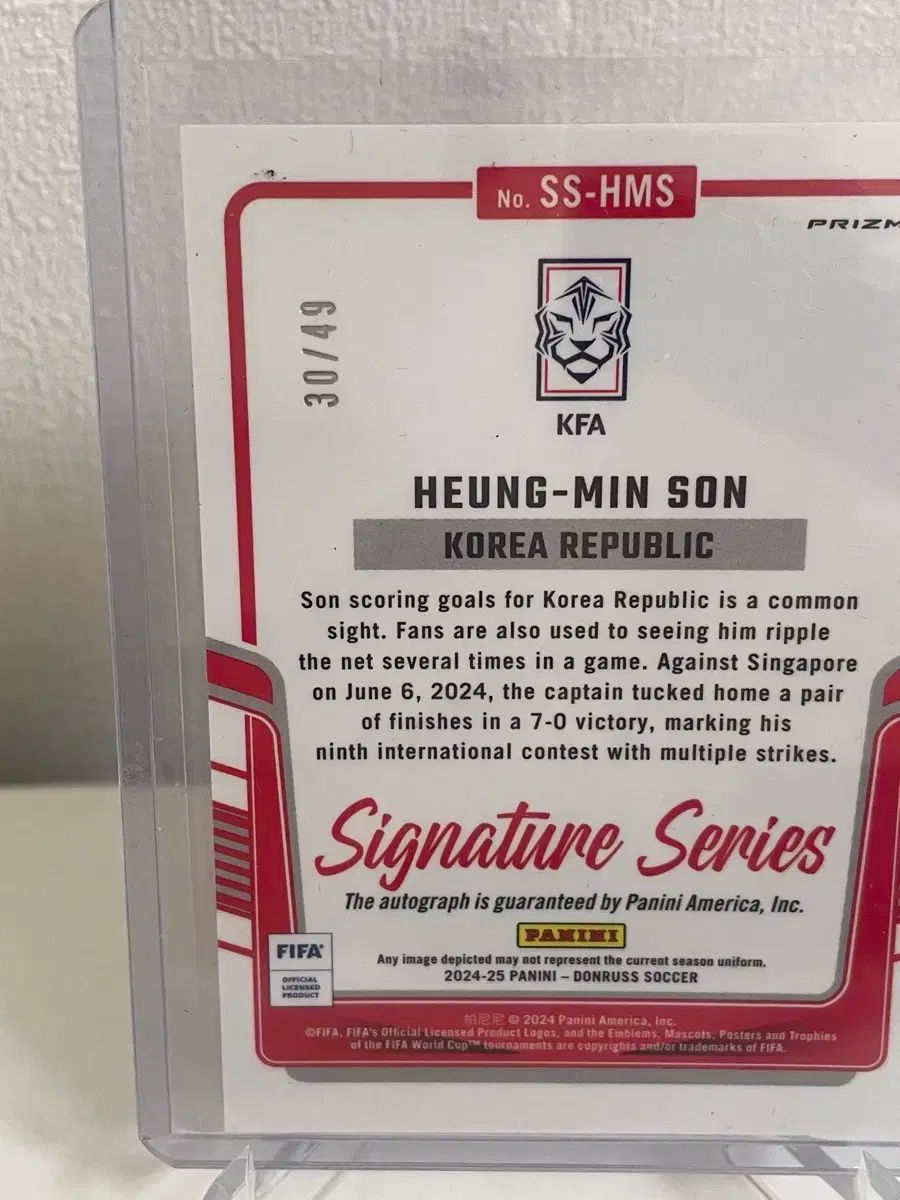 No. SS-HMS
PRIZM
30/49
KFA
HEUNG-MIN SON
KOREA REPUBLIC
Son scoring goals for Korea Republic is a common
sight. Fans are also used to seeing him ripple
the net several times in a game. Against Singapore
on June 6, 2024, the captain tucked home a pair
of finishes in a 7-0 victory, marking his
ninth international contest with multiple strikes.
Signature Series
The autograph is guaranteed by Panini America, Inc.
PANINI
FIFA®
OFFICIAL
LICENSED
PRODUCT
Any image depicted may not represent the current season uniform.
2024-25 PANINI – DONRUSS SOCCER
帕尼尼 © 2024 Panini America, Inc.
©FIFA, FIFA's Official Licensed Product Logos, and the Emblems, Mascots, Posters and Trophies
of the FIFA World Cup™ tournaments are copyrights and/or trademarks of FIFA.